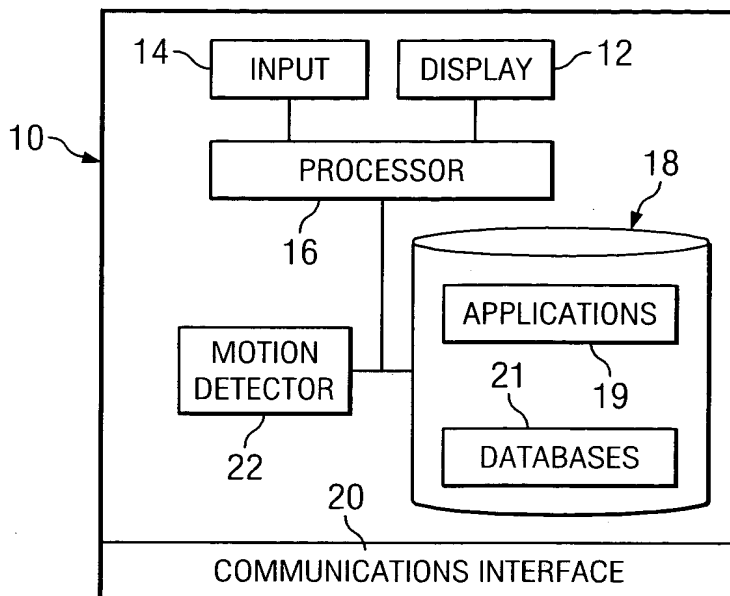 14
INPUT
DISPLAY
12
10
PROCESSOR
16
18
APPLICATIONS
19
MOTION
DETECTOR
22
21
DATABASES
20
COMMUNICATIONS INTERFACE